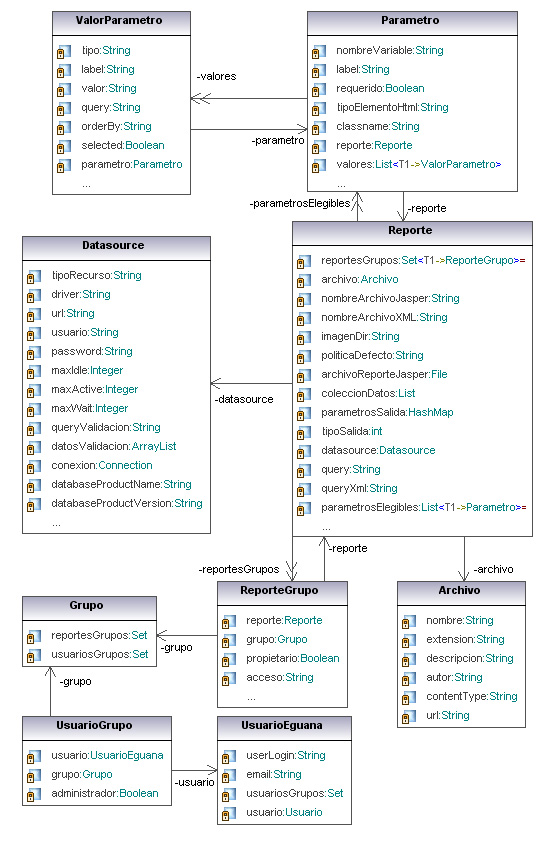 ValorParametro
tipo:String
label:String
valor:String
query:String
orderBy:String
selected:Boolean
parametro:Parametro
...
Parametro
nombreVariable:String
label:String
requerido:Boolean
tipoElementoHtml:String
classname:String
reporte:Reporte
valores:List<T1->ValorParametro>
...
-valores
-parametro
-parametrosElegibles
-reporte
Datasource
tipoRecurso:String
driver:String
url:String
usuario:String
password:String
maxIdle:Integer
maxActive:Integer
maxWait:Integer
queryValidacion:String
datosValidacion:ArrayList
conexion:Connection
databaseProductName:String
databaseProductVersion:String
...
Reporte
reportesGrupos:Set<T1->ReporteGrupo>=
archivo:Archivo
nombreArchivoJasper:String
nombreArchivoXML:String
imagenDir:String
politicaDefecto:String
archivoReporteJasper:File
coleccionDatos:List
parametrosSalida:HashMap
tipoSalida:int
datasource:Datasource
query:String
queryXml:String
parametrosElegibles:List<T1->Parametro>=
...
-datasource
-reportesGrupos
-reporte
-archivo
Grupo
reportesGrupos:Set
usuariosGrupos:Set
-grupo
ReporteGrupo
reporte:Reporte
grupo:Grupo
propietario:Boolean
acceso:String
...
Archivo
nombre:String
extension:String
descripcion:String
autor:String
contentType:String
url:String
-grupo
UsuarioGrupo
usuario:UsuarioEguana
grupo:Grupo
administrador:Boolean
-usuario
UsuarioEguana
userLogin:String
email:String
usuariosGrupos:Set
usuario:Usuario